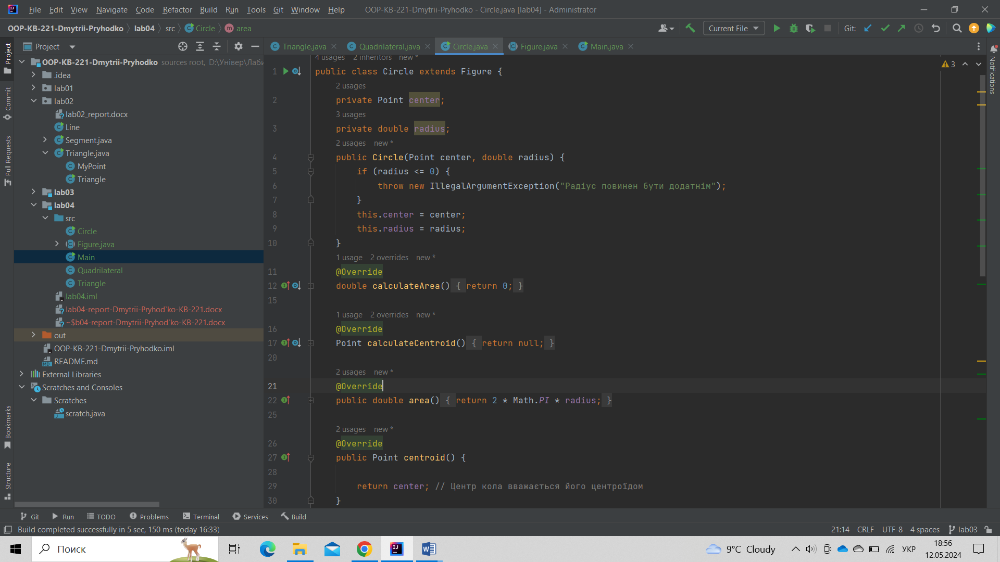 File Edit View Navigate Code Refactor Build Run Tools Git Window Help OOP-KB-221-Dmytrii-Pryhodko - Circle.java [lab04] - Administrator
OOP-KB-221-Dmytrii-Pryhodko lab04 src Circle area Current File Git:
Project
Commit
Pull Requests
Bookmarks
Structure
Project
OOP-KB-221-Dmytrii-Pryhodko sources root, D:\Універ\Лаби
.idea
lab01
lab02
lab02_report.docx
Line
Segment.java
Triangle.java
MyPoint
Triangle
lab03
lab04
src
Circle
Figure.java
Main
Quadrilateral
Triangle
lab04.iml
lab04-report-Dmytrii-Pryhod`ko-KB-221.docx
~$b04-report-Dmytrii-Pryhod`ko-KB-221.docx
out
OOP-KB-221-Dmytrii-Pryhodko.iml
README.md
External Libraries
Scratches and Consoles
Scratches
scratch.java
Triangle.java Quadrilateral.java Circle.java Figure.java Main.java
4 usages 2 inheritors new *
1 public class Circle extends Figure {
2 usages
2 private Point center;
3 usages
3 private double radius;
2 usages new *
4 public Circle(Point center, double radius) {
5 if (radius <= 0) {
6 throw new IllegalArgumentException("Радіус повинен бути додатнім");
7 }
8 this.center = center;
9 this.radius = radius;
10 }
1 usage 2 overrides new *
11 @Override
12 double calculateArea() { return 0; }
15
1 usage 2 overrides new *
16 @Override
17 Point calculateCentroid() { return null; }
20
2 usages new *
21 @Override
22 public double area() { return 2 * Math.PI * radius; }
25
2 usages new *
26 @Override
27 public Point centroid() {
28
29 return center; // Центр кола вважається його центроїдом
30 }
3
Notifications
Git Run TODO Problems Terminal Services Build
Build completed successfully in 5 sec, 150 ms (today 16:33) 21:14 CRLF UTF-8 4 spaces lab03
Поиск 9°C Cloudy УКР 18:56
12.05.2024